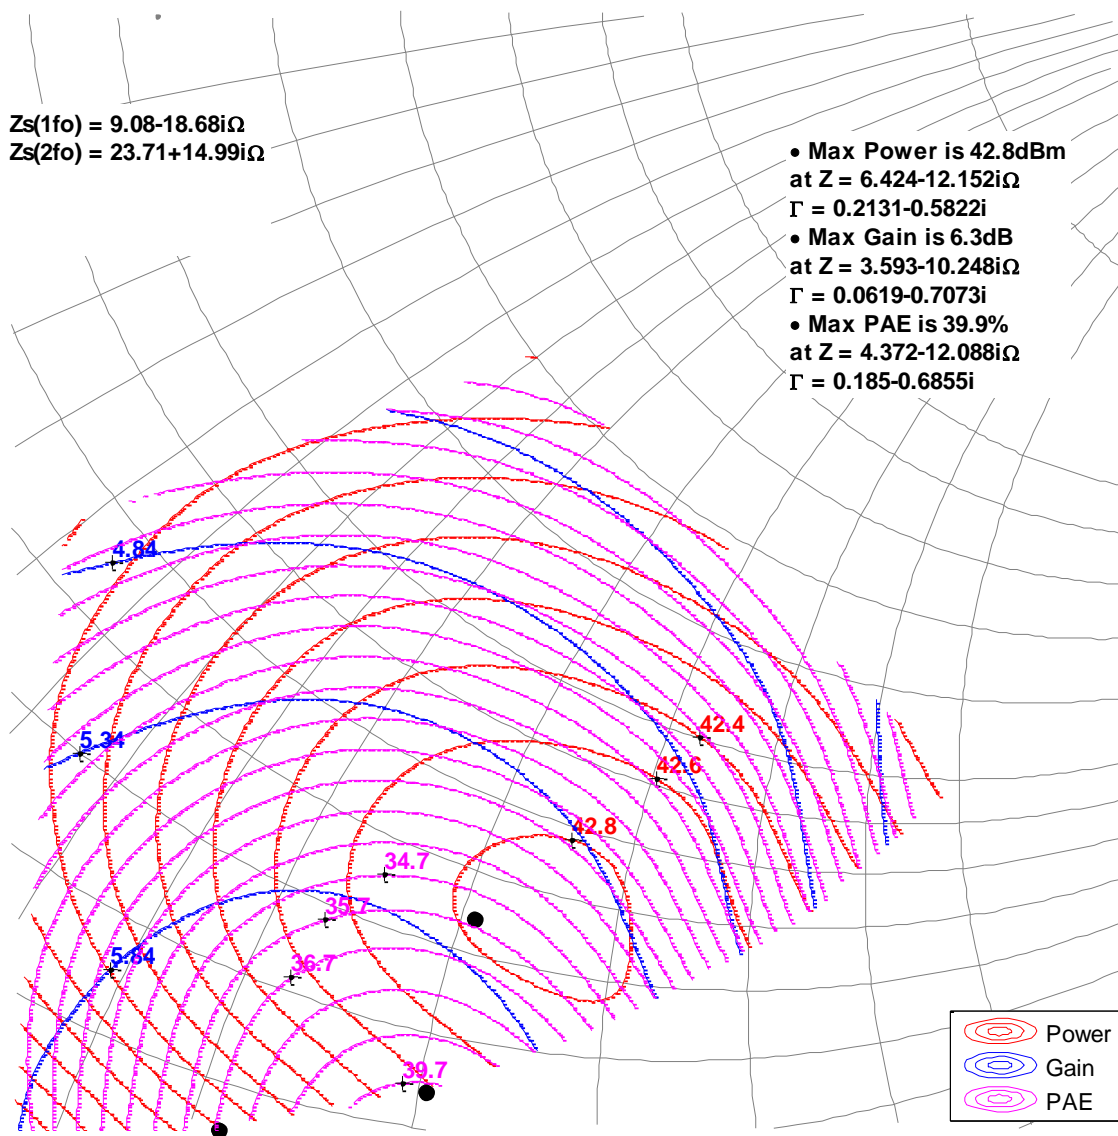 Zs(1fo) = 9.08-18.68iΩ
Zs(2fo) = 23.71+14.99iΩ
• Max Power is 42.8dBm
at Z = 6.424-12.152iΩ
Γ = 0.2131-0.5822i
• Max Gain is 6.3dB
at Z = 3.593-10.248iΩ
Γ = 0.0619-0.7073i
• Max PAE is 39.9%
at Z = 4.372-12.088iΩ
Γ = 0.185-0.6855i
4.84
5.34
42.4
42.6
42.8
34.7
35.7
5.84
36.7
39.7
Power
Gain
PAE